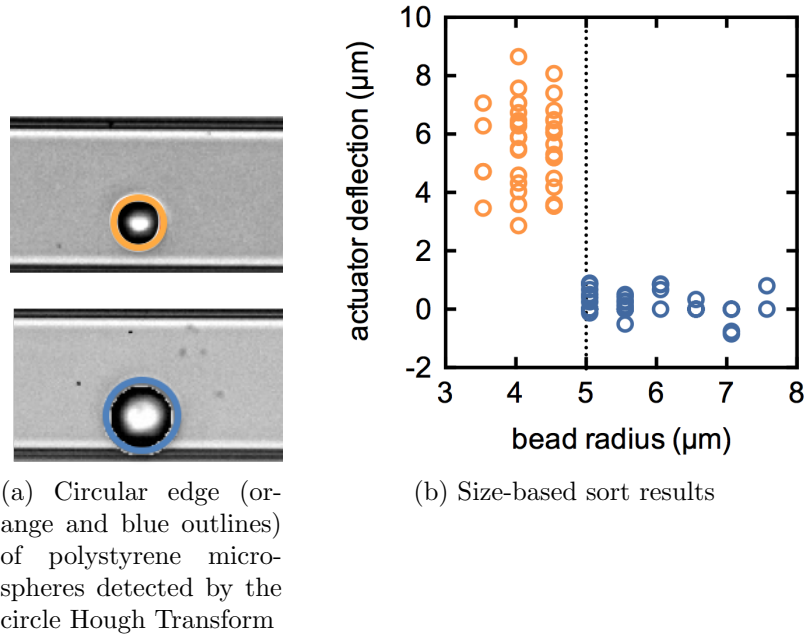 10
8
6
4
2
0
-2
actuator deflection (µm)
3 4 5 6 7 8
bead radius (µm)
(a) Circular edge (or-
ange and blue outlines)
of polystyrene micro-
spheres detected by the
circle Hough Transform
(b) Size-based sort results